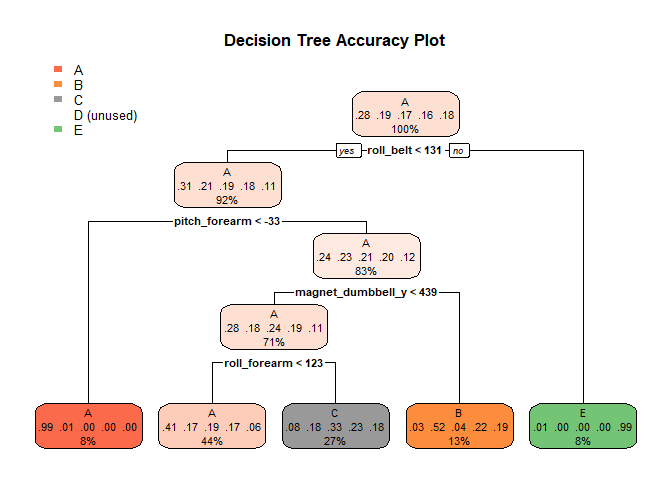 Decision Tree Accuracy Plot
A
B
C
D (unused)
E
A
.28 .19 .17 .16 .18
100%
yes roll_belt < 131 no
A
.31 .21 .19 .18 .11
92%
pitch_forearm < -33
A
.24 .23 .21 .20 .12
83%
magnet_dumbbell_y < 439
A
.28 .18 .24 .19 .11
71%
roll_forearm < 123
A
.99 .01 .00 .00 .00
8%
A
.41 .17 .19 .17 .06
44%
C
.08 .18 .33 .23 .18
27%
B
.03 .52 .04 .22 .19
13%
E
.01 .00 .00 .00 .99
8%